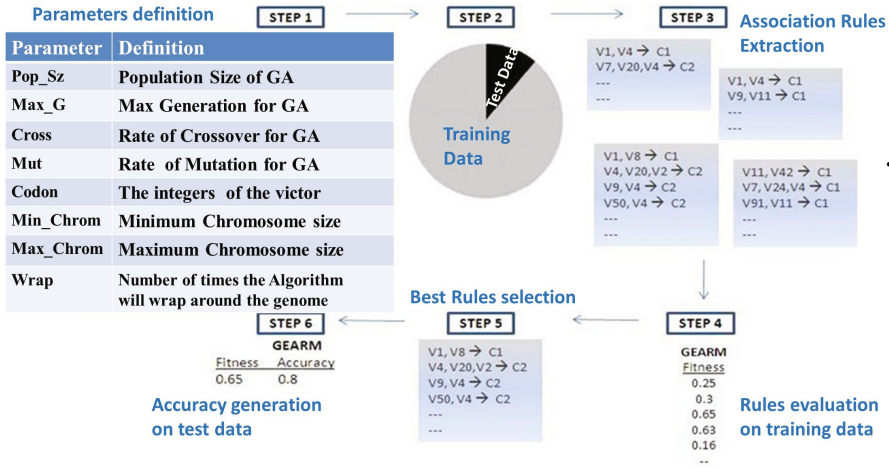 Parameters definition
STEP 1
Parameter Definition
Pop_Sz Population Size of GA
Max_G Max Generation for GA
Cross Rate of Crossover for GA
Mut Rate of Mutation for GA
Codon The integers of the victor
Min_Chrom Minimum Chromosome size
Max_Chrom Maximum Chromosome size
Wrap Number of times the Algorithm
will wrap around the genome
STEP 2
Test Data
Training
Data
STEP 3
Association Rules
Extraction
V1, V4 → C1
V7, V20, V4 → C2
---
---
V1, V4 → C1
V9, V11 → C1
---
---
V1, V8 → C1
V4, V20, V2 → C2
V9, V4 → C2
V50, V4 → C2
---
---
V11, V42 → C1
V7, V24, V4 → C1
V91, V11 → C1
---
---
STEP 4
GEARM
Fitness
0.25
0.3
0.65
0.63
0.16
--
Rules evaluation
on training data
Best Rules selection
STEP 5
V1, V8 → C1
V4, V20, V2 → C2
V9, V4 → C2
V50, V4 → C2
---
---
STEP 6
GEARM
Fitness Accuracy
0.65 0.8
Accuracy generation
on test data